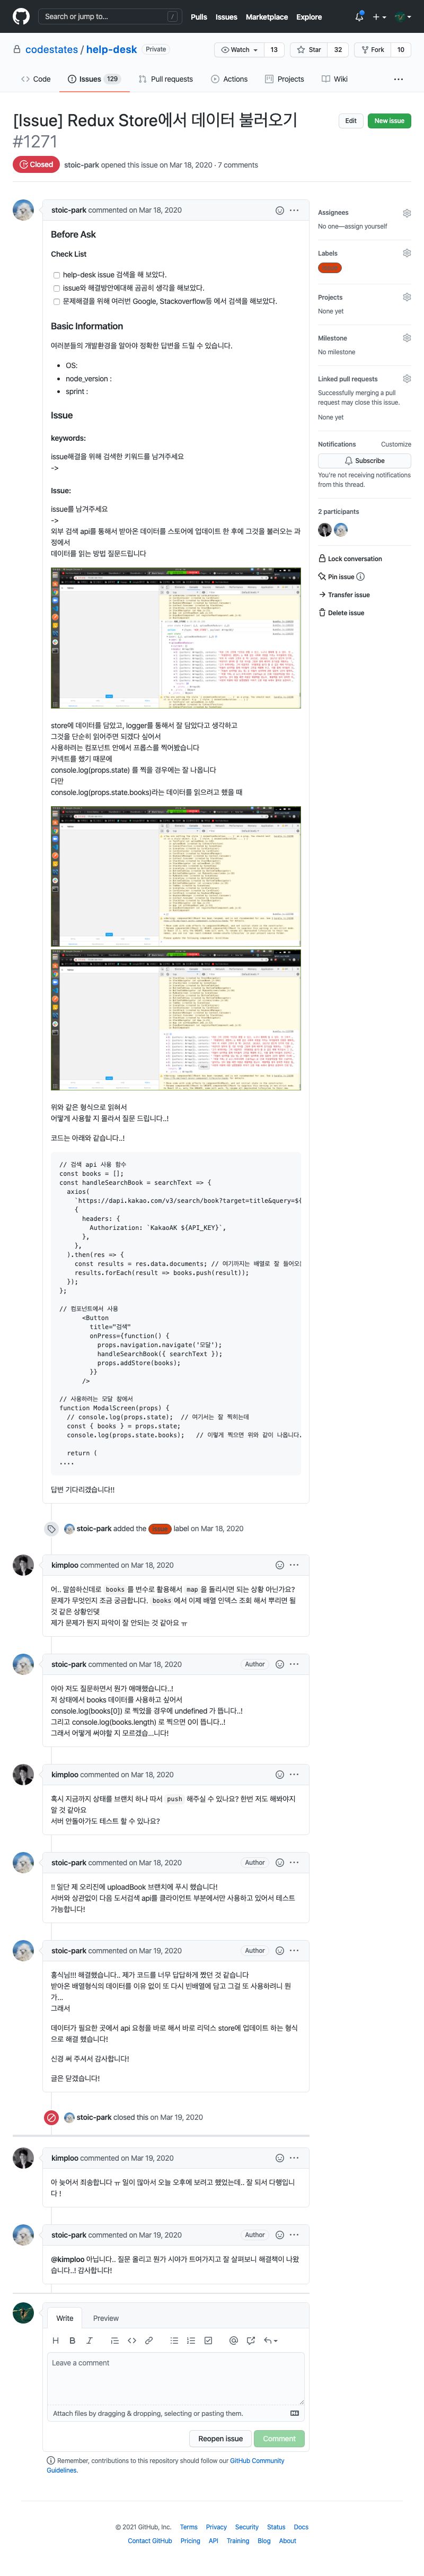 Search or jump to...
/
Pulls Issues Marketplace Explore
codestates / help-desk Private
Watch 13 Star 32 Fork 10
Code Issues 129 Pull requests Actions Projects Wiki
[Issue] Redux Store에서 데이터 불러오기
#1271
Edit New issue
Closed stoic-park opened this issue on Mar 18, 2020 · 7 comments
stoic-park commented on Mar 18, 2020
Before Ask
Check List
help-desk issue 검색을 해 보았다.
issue와 해결방안에대해 곰곰히 생각을 해보았다.
문제해결을 위해 여러번 Google, Stackoverflow등 에서 검색을 해보았다.
Basic Information
여러분들의 개발환경을 알아야 정확한 답변을 드릴 수 있습니다.
OS:
node_version :
sprint :
Issue
keywords:
issue해결을 위해 검색한 키워드를 남겨주세요
->
Issue:
issue를 남겨주세요
->
외부 검색 api를 통해서 받아온 데이터를 스토어에 업데이트 한 후에 그것을 불러오는 과
정에서
데이터를 읽는 방법 질문드립니다
store에 데이터를 담았고, logger를 통해서 잘 담았다고 생각하고
그것을 단순히 읽어주면 되겠다 싶어서
사용하려는 컴포넌트 안에서 프롭스를 찍어봤습니다
커넥트를 했기 때문에
console.log(props.state) 를 찍을 경우에는 잘 나옵니다
다만
console.log(props.state.books)라는 데이터를 읽으려고 했을 때
위와 같은 형식으로 읽혀서
어떻게 사용할 지 몰라서 질문 드립니다..!
코드는 아래와 같습니다..!
// 검색 api 사용 함수
const books = [];
const handleSearchBook = searchText => {
axios(
`https://dapi.kakao.com/v3/search/book?target=title&query=${
{
headers: {
Authorization: `KakaoAK ${API_KEY}`,
},
},
).then(res => {
const results = res.data.documents; // 여기까지는 배열로 잘 들어오
results.forEach(result => books.push(result));
});
};
// 컴포넌트에서 사용
<Button
title="검색"
onPress={function() {
props.navigation.navigate('모달');
handleSearchBook({ searchText });
props.addStore(books);
}}
/>
// 사용하려는 모달 창에서
function ModalScreen(props) {
// console.log(props.state); // 여기서는 잘 찍히는데
const { books } = props.state;
console.log(props.state.books); // 이렇게 찍으면 위와 같이 나옵니다.
return (
....
답변 기다리겠습니다!!
stoic-park added the label on Mar 18, 2020
kimploo commented on Mar 18, 2020
어.. 말씀하신데로 books 를 변수로 활용해서 map 을 돌리시면 되는 상황 아닌가요?
문제가 무엇인지 조금 궁금합니다. books 에서 이제 배열 인덱스 조회 해서 뿌리면 될
것 같은 상황인뎋
제가 문제가 뭔지 파악이 잘 안되는 것 같아요 ㅠ
stoic-park commented on Mar 18, 2020 Author
아아 저도 질문하면서 뭔가 애매했습니다..!
저 상태에서 books 데이터를 사용하고 싶어서
console.log(books[0]) 로 찍었을 경우에 undefined 가 뜹니다..!
그리고 console.log(books.length) 로 찍으면 0이 뜹니다..!
그래서 어떻게 써야할 지 모르겠습...니다!
kimploo commented on Mar 18, 2020
혹시 지금까지 상태를 브랜치 하나 따서 push 해주실 수 있나요? 한번 저도 해봐야지
알 것 같아요
서버 안돌아가도 테스트 할 수 있나요?
stoic-park commented on Mar 18, 2020 Author
!! 일단 제 오리진에 uploadBook 브랜치에 푸시 했습니다!
서버와 상관없이 다음 도서검색 api를 클라이언트 부분에서만 사용하고 있어서 테스트
가능합니다!
stoic-park commented on Mar 19, 2020 Author
홍식님!!! 해결했습니다.. 제가 코드를 너무 답답하게 짰던 것 같습니다
받아온 배열형식의 데이터를 이유 없이 또 다시 빈배열에 담고 그걸 또 사용하려니 뭔
가...
그래서
데이터가 필요한 곳에서 api 요청을 바로 해서 바로 리덕스 store에 업데이트 하는 형식
으로 해결 했습니다!
신경 써 주셔서 감사합니다!
글은 닫겠습니다!
stoic-park closed this on Mar 19, 2020
kimploo commented on Mar 19, 2020
아 늦어서 죄송합니다 ㅠ 일이 많아서 오늘 오후에 보려고 했었는데.. 잘 되서 다행입니
다 !
stoic-park commented on Mar 19, 2020 Author
@kimploo 아닙니다.. 질문 올리고 뭔가 시야가 트여가지고 잘 살펴보니 해결책이 나왔
습니다..! 감사합니다!
Write Preview
Leave a comment
Attach files by dragging & dropping, selecting or pasting them.
Reopen issue Comment
Remember, contributions to this repository should follow our GitHub Community
Guidelines.
Assignees
No one—assign yourself
Labels
Projects
None yet
Milestone
No milestone
Linked pull requests
Successfully merging a pull
request may close this issue.
None yet
Notifications Customize
Subscribe
You're not receiving notifications
from this thread.
2 participants
Lock conversation
Pin issue
Transfer issue
Delete issue
© 2021 GitHub, Inc. Terms Privacy Security Status Docs
Contact GitHub Pricing API Training Blog About